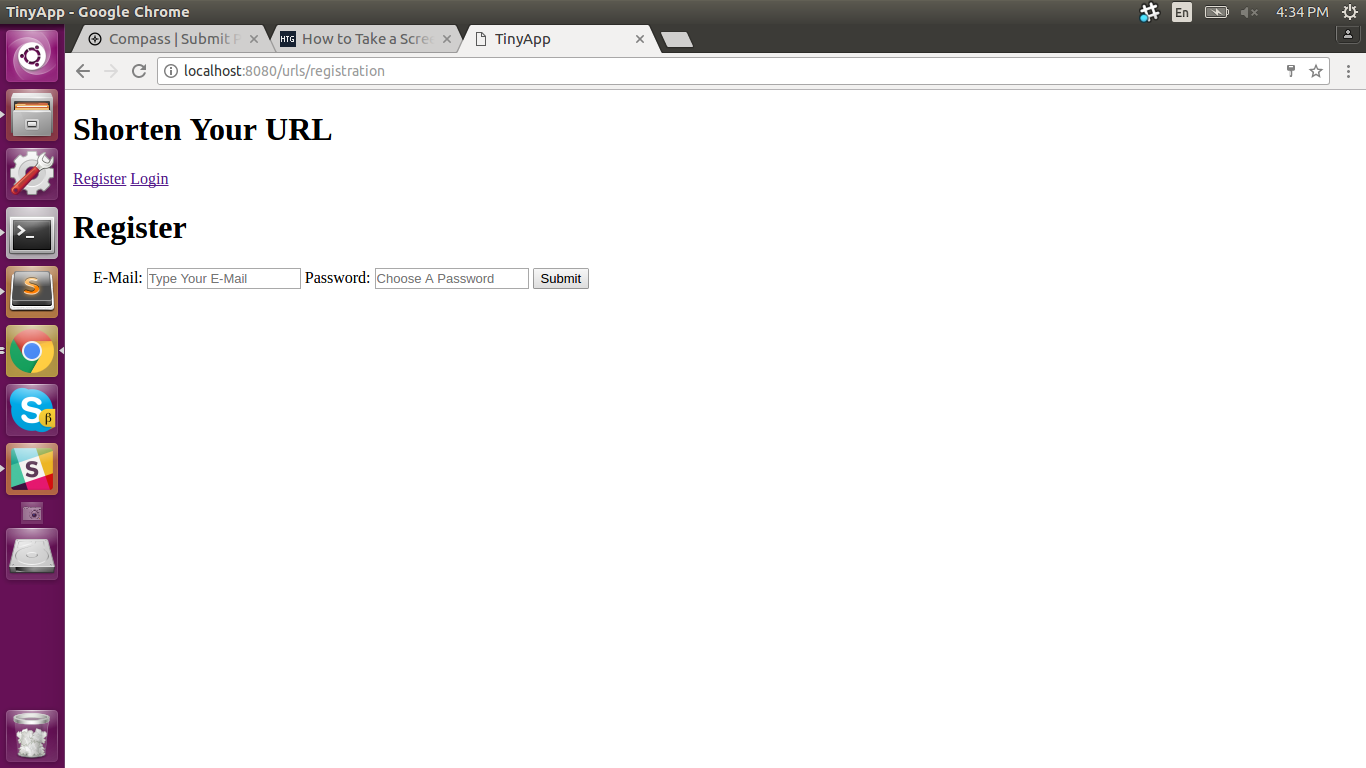 TinyApp - Google Chrome
En
4:34 PM
Compass | Submit
HTG How to Take a Scre
TinyApp
localhost:8080/urls/registration
Shorten Your URL
Register Login
Register
E-Mail: Type Your E-Mail Password: Choose A Password Submit